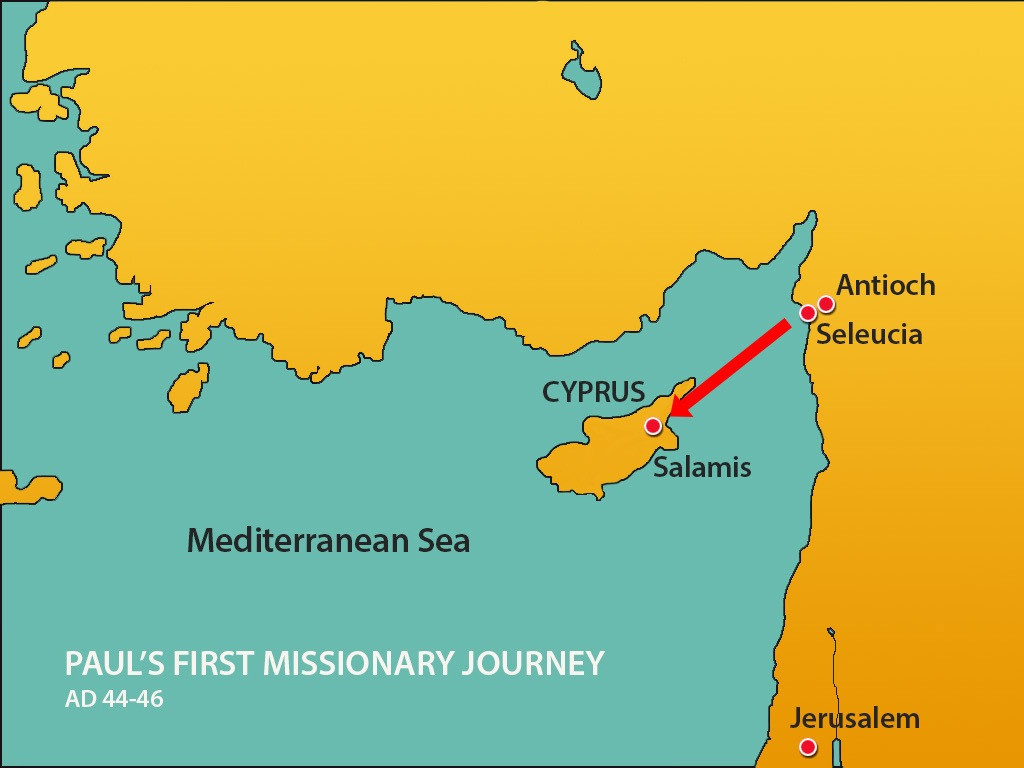 Antioch
Seleucia
CYPRUS
Salamis
Mediterranean Sea
PAUL’S FIRST MISSIONARY JOURNEY
AD 44-46
Jerusalem